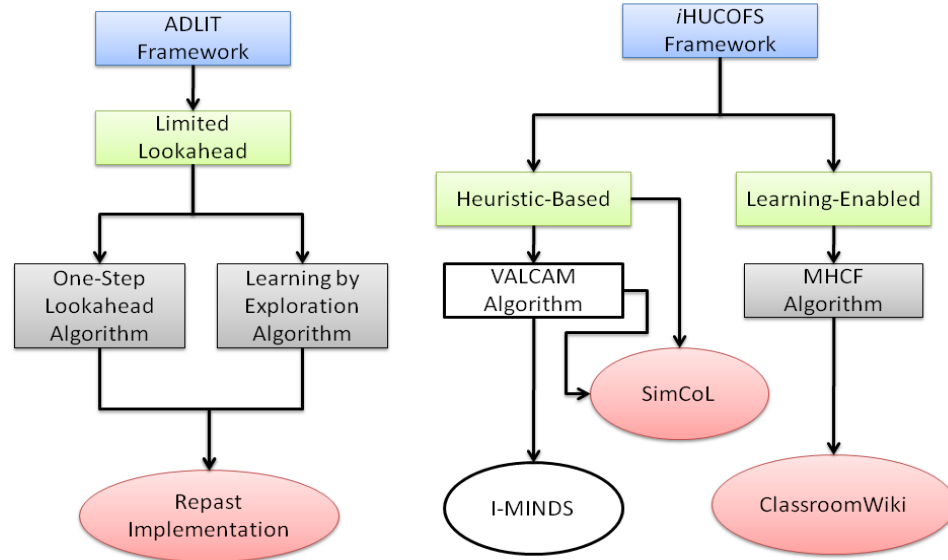 ADLIT
Framework
iHUCOFS
Framework
Limited
Lookahead
Heuristic-Based
Learning-Enabled
One-Step
Lookahead
Algorithm
Learning by
Exploration
Algorithm
VALCAM
Algorithm
MHCF
Algorithm
SimCoL
Repast
Implementation
I-MINDS
ClassroomWiki